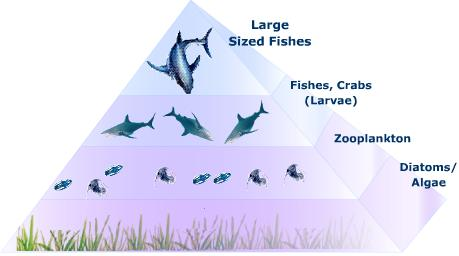 Large
Sized Fishes
Fishes, Crabs
(Larvae)
Zooplankton
Diatoms/
Algae